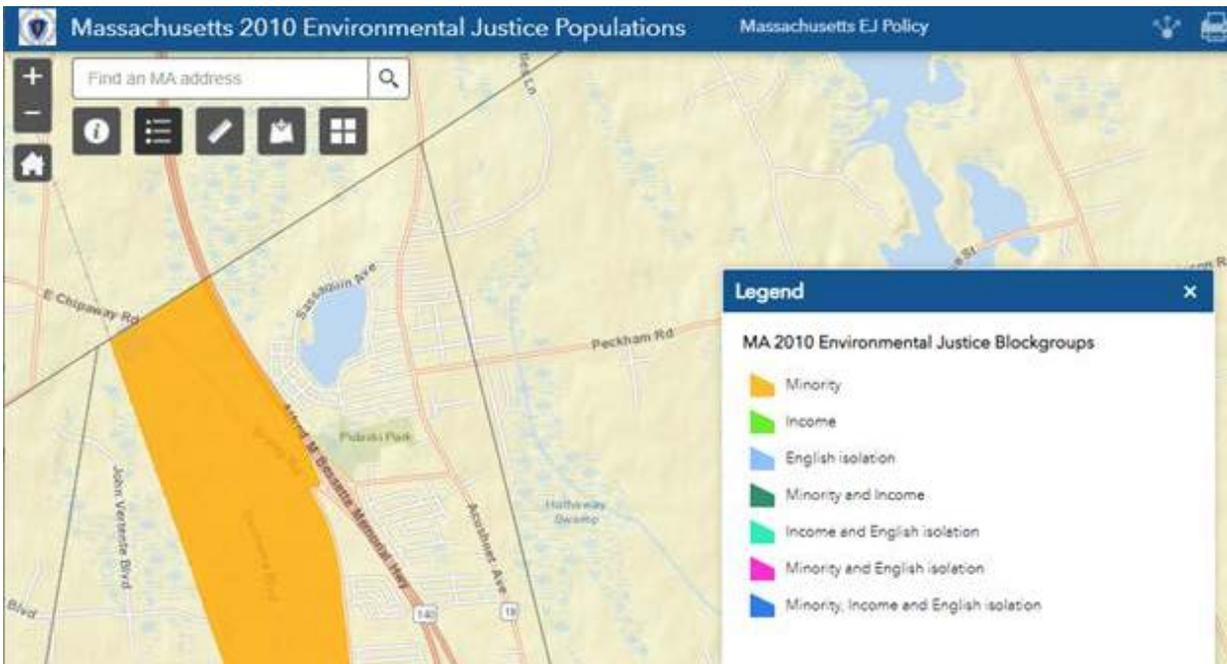 Massachusetts 2010 Environmental Justice Populations
Massachusetts EJ Policy
Find an MA address
E Chipaway Rd
Sassaquin Ave
Peckham Rd
Pulaski Park
Alfred M Bessette Memorial Hwy
John Vertente Blvd
Acushnet Ave
Hathaway
Swamp
Blvd
140
18
Legend
MA 2010 Environmental Justice Blockgroups
Minority
Income
English isolation
Minority and Income
Income and English isolation
Minority and English isolation
Minority, Income and English isolation